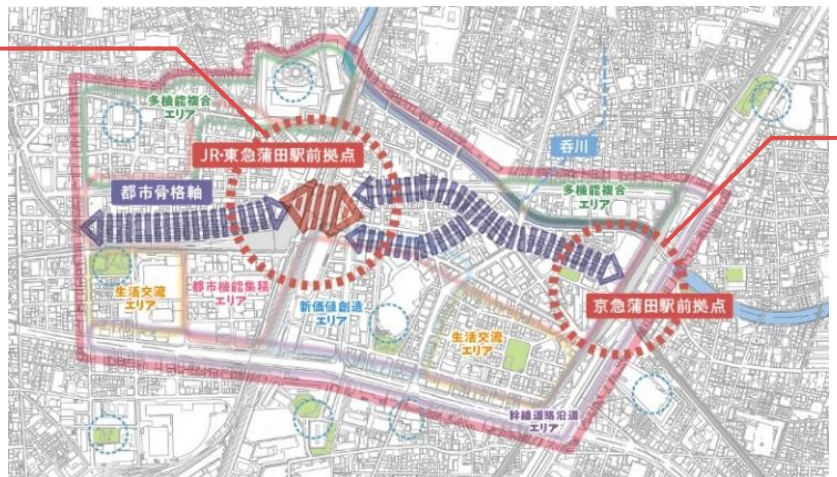 多機能複合
エリア
JR・東急蒲田駅前拠点
呑川
都市骨格軸
多機能複合
エリア
生活交流
エリア
都市機能集積
エリア
新価値創造
エリア
京急蒲田駅前拠点
生活交流
エリア
幹線道路沿道
エリア